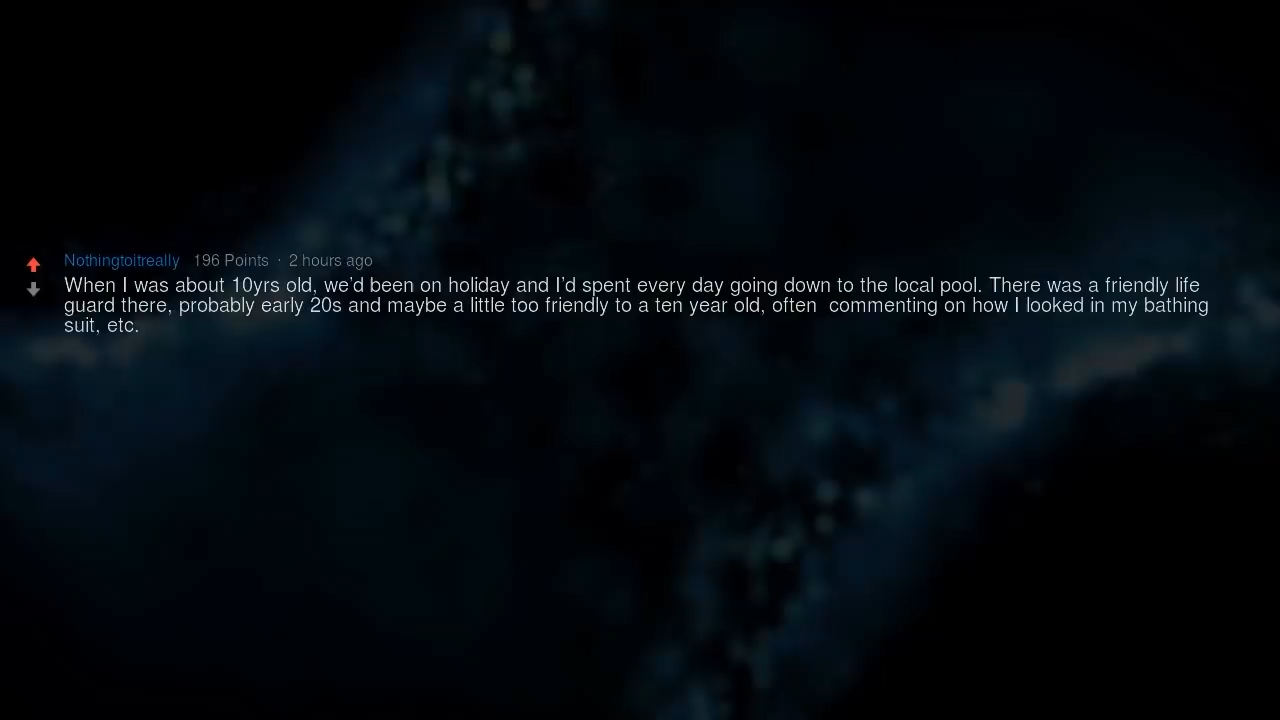 Nothingtoitreally 196 Points · 2 hours ago
When I was about 10yrs old, we’d been on holiday and I’d spent every day going down to the local pool. There was a friendly life
guard there, probably early 20s and maybe a little too friendly to a ten year old, often  commenting on how I looked in my bathing
suit, etc.